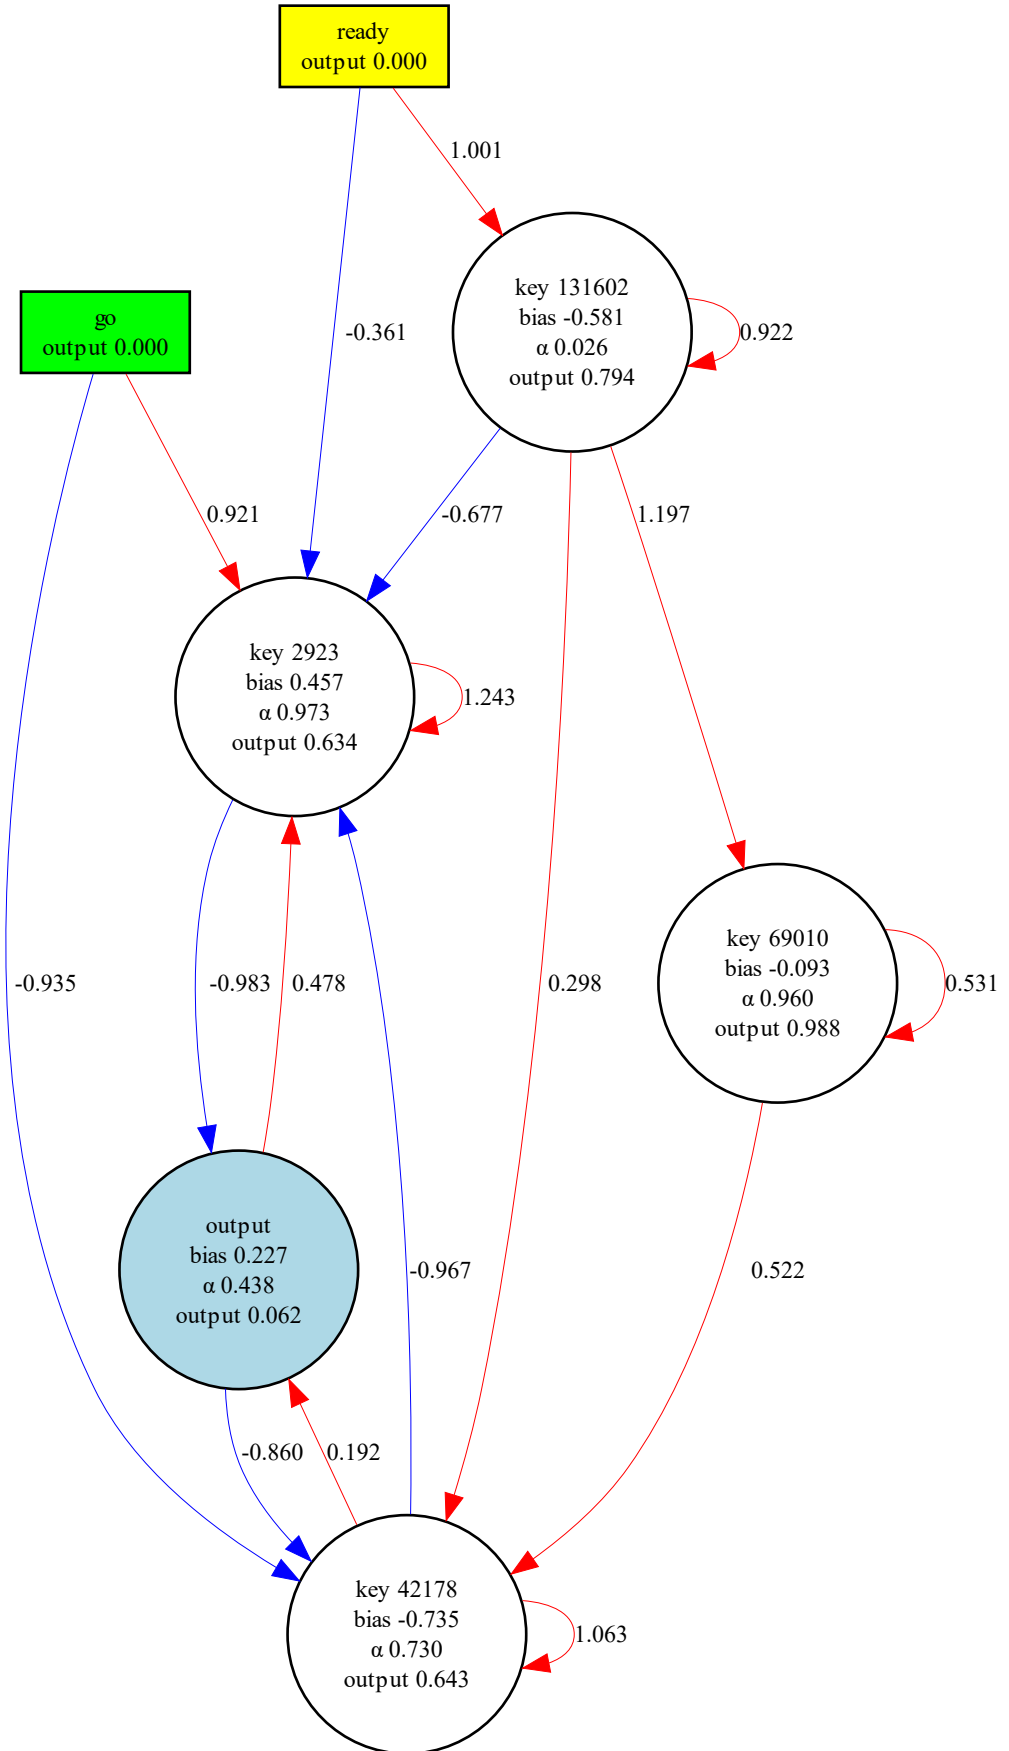 ready
output 0.000
1.001
key 131602
bias -0.581
α 0.026
output 0.794
0.922
go
output 0.000
-0.361
0.921
-0.677
1.197
key 2923
bias 0.457
α 0.973
output 0.634
1.243
key 69010
bias -0.093
α 0.960
output 0.988
0.531
-0.935
-0.983
0.478
0.298
output
bias 0.227
α 0.438
output 0.062
-0.967
0.522
-0.860
0.192
key 42178
bias -0.735
α 0.730
output 0.643
1.063